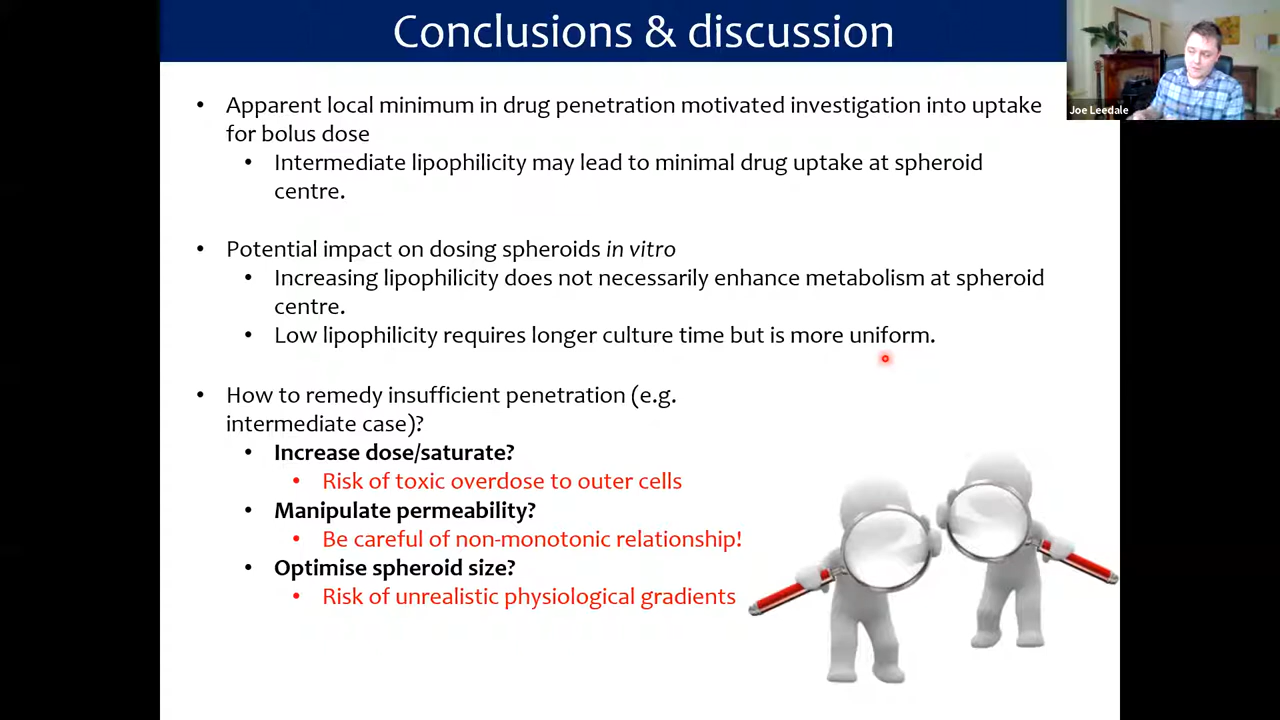 Conclusions & discussion
Joe Leedale
• Apparent local minimum in drug penetration motivated investigation into uptake
for bolus dose
• Intermediate lipophilicity may lead to minimal drug uptake at spheroid
centre.
• Potential impact on dosing spheroids in vitro
• Increasing lipophilicity does not necessarily enhance metabolism at spheroid
centre.
• Low lipophilicity requires longer culture time but is more uniform.
• How to remedy insufficient penetration (e.g.
intermediate case)?
• Increase dose/saturate?
• Risk of toxic overdose to outer cells
• Manipulate permeability?
• Be careful of non-monotonic relationship!
• Optimise spheroid size?
• Risk of unrealistic physiological gradients